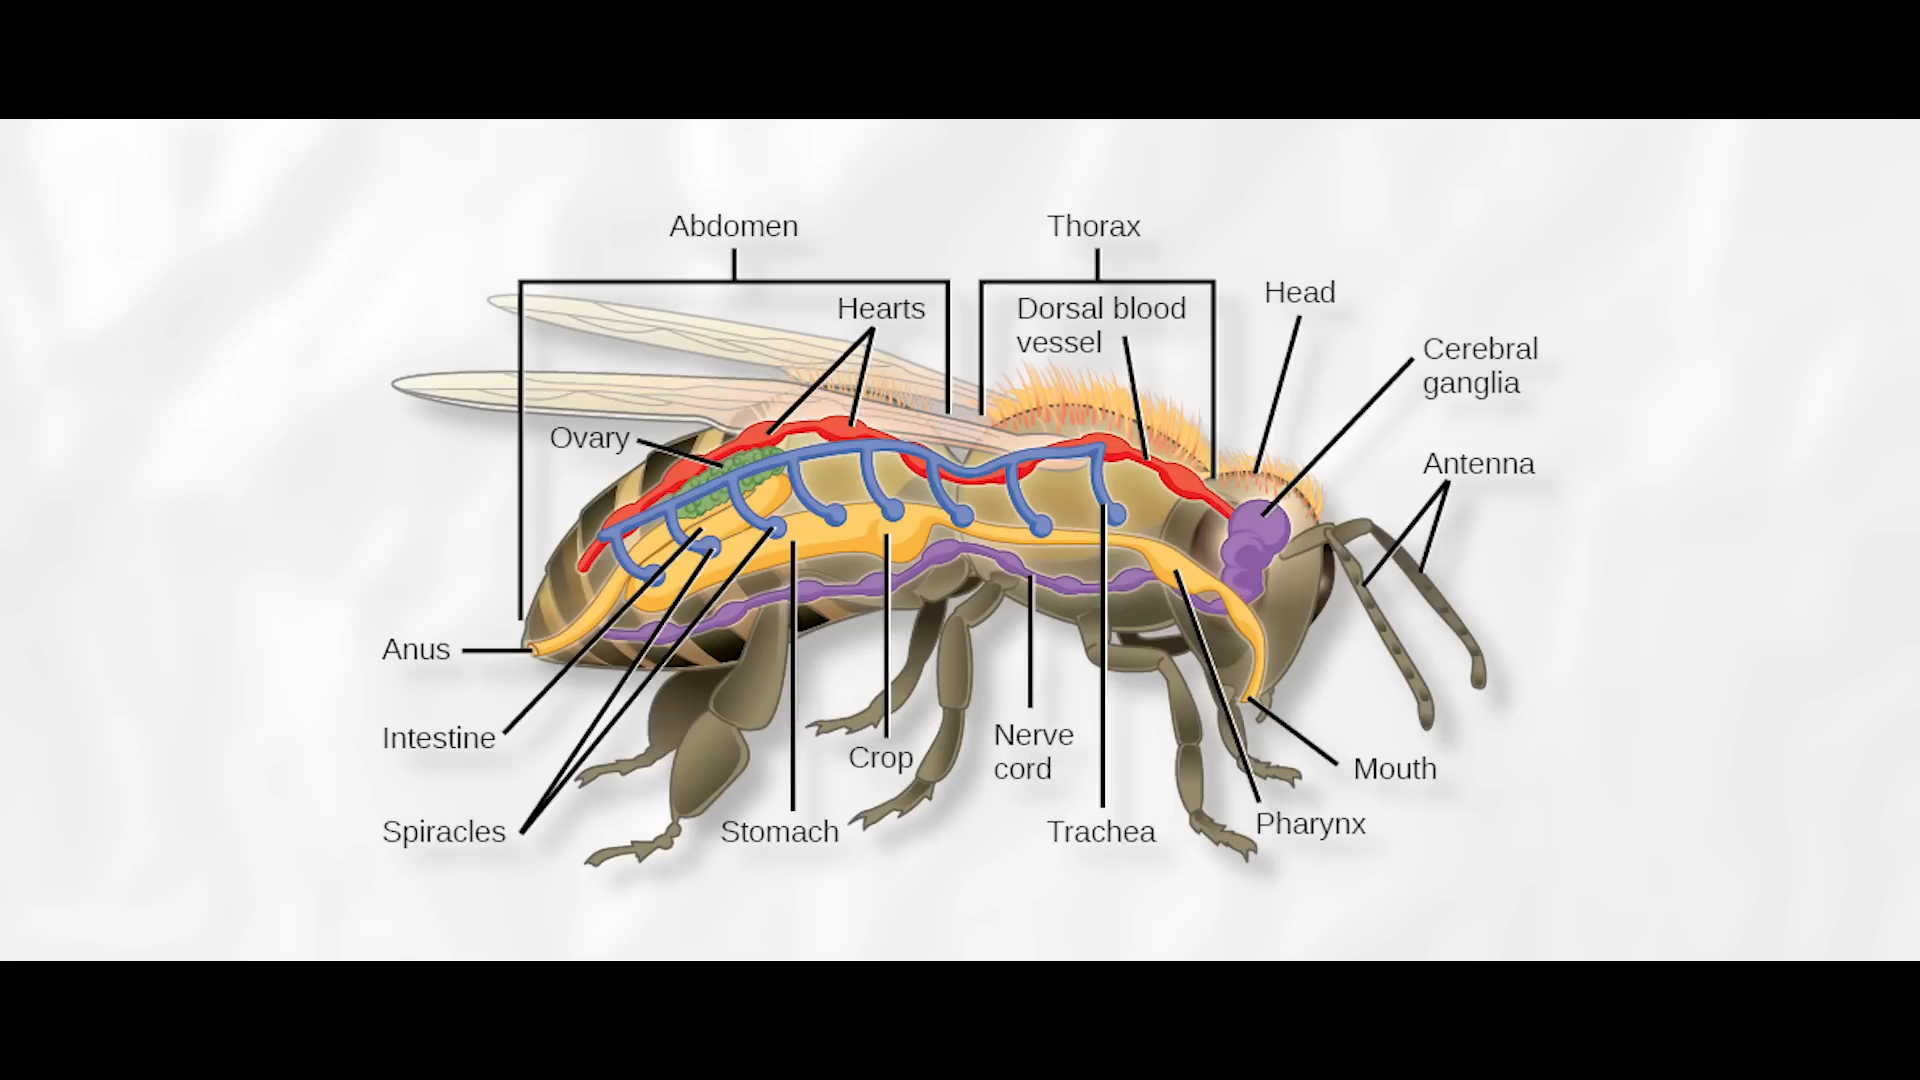 Abdomen
Thorax
Head
Hearts
Dorsal blood
vessel
Cerebral
ganglia
Ovary
Antenna
Anus
Intestine
Nerve
cord
Crop
Mouth
Spiracles
Stomach
Trachea
Pharynx